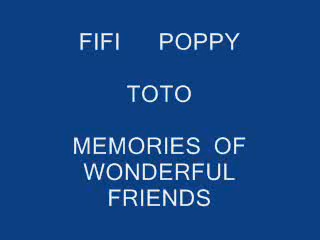 FIFI POPPY
TOTO
MEMORIES OF
WONDERFUL
FRIENDS